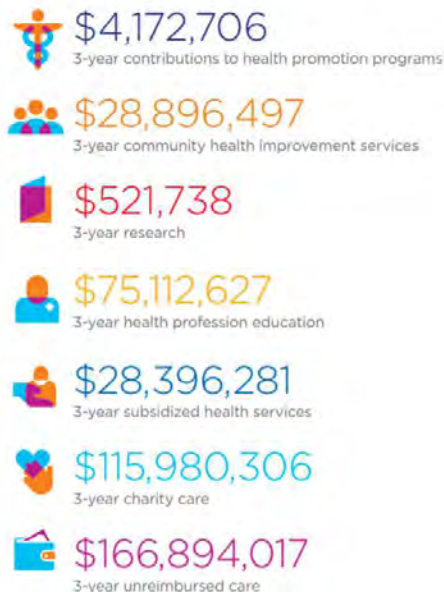 $4,172,706
3-year contributions to health promotion programs
$28,896,497
3-year community health improvement services
$521,738
3-year research
$75,112,627
3-year health profession education
$28,396,281
3-year subsidized health services
$115,980,306
3-year charity care
$166,894,017
3-year unreimbursed care